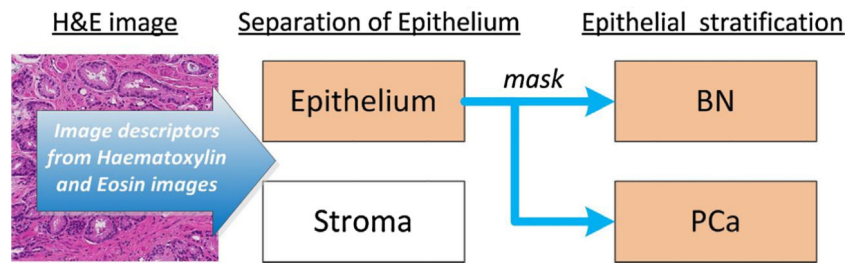 H&E image
Separation of Epithelium
Epithelial stratification
Image descriptors
from Haematoxylin
and Eosin images
Epithelium
mask
BN
Stroma
PCa